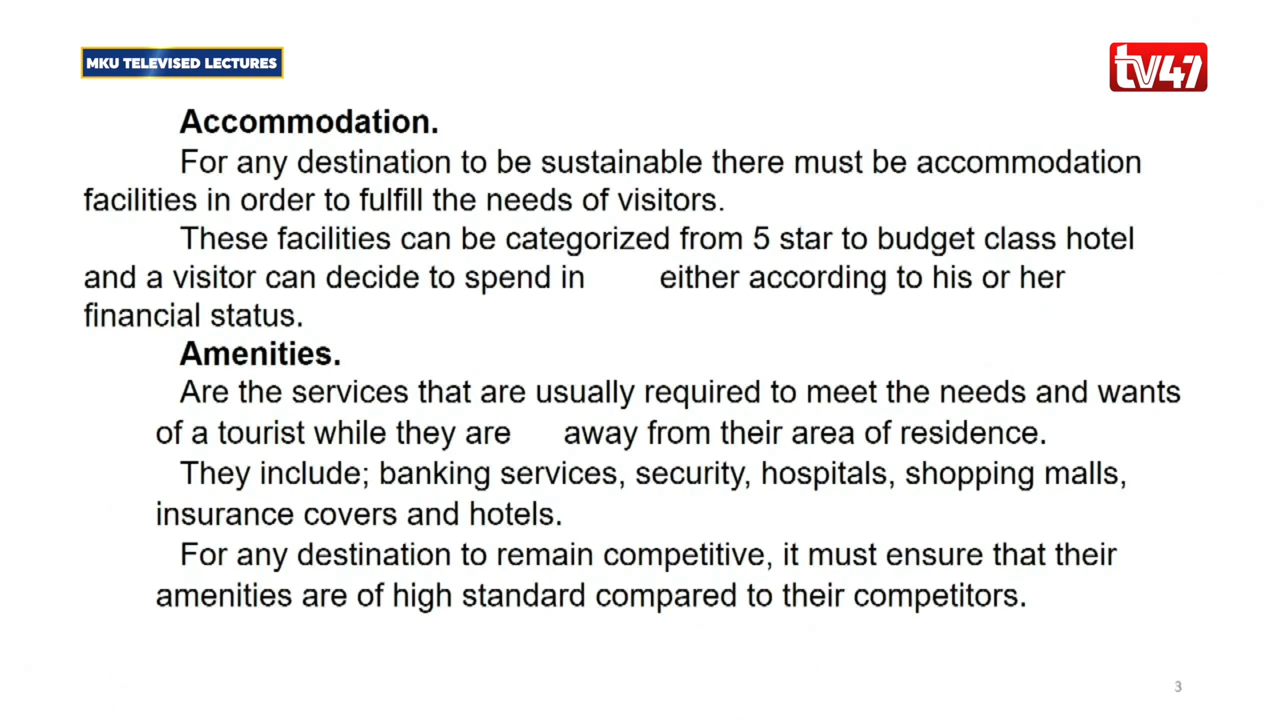 MKU TELEVISED LECTURES
tv47
Accommodation.
For any destination to be sustainable there must be accommodation
facilities in order to fulfill the needs of visitors.
These facilities can be categorized from 5 star to budget class hotel
and a visitor can decide to spend in either according to his or her
financial status.
Amenities.
Are the services that are usually required to meet the needs and wants
of a tourist while they are away from their area of residence.
They include; banking services, security, hospitals, shopping malls,
insurance covers and hotels.
For any destination to remain competitive, it must ensure that their
amenities are of high standard compared to their competitors.
3